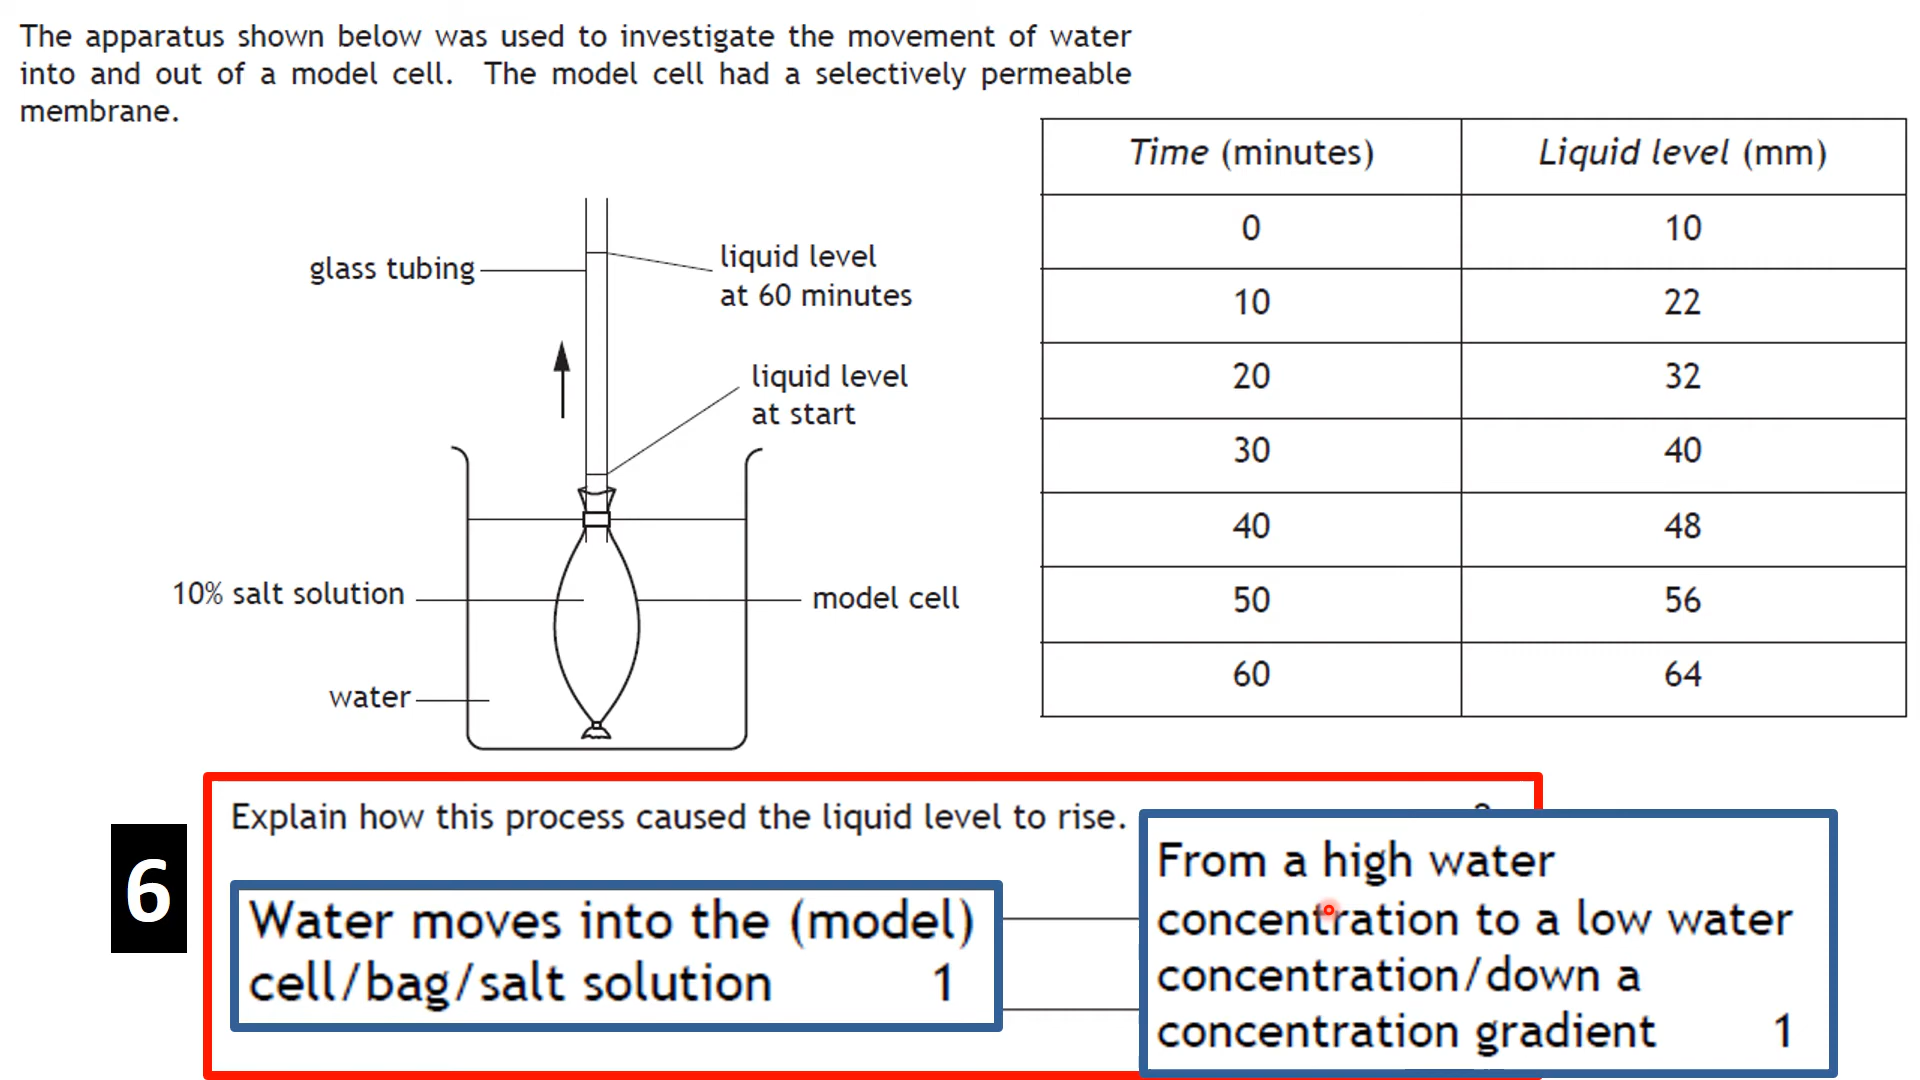 The apparatus shown below was used to investigate the movement of water
into and out of a model cell. The model cell had a selectively permeable
membrane.
glass tubing
liquid level
at 60 minutes
liquid level
at start
10% salt solution
model cell
water
Time (minutes) Liquid level (mm)
0 10
10 22
20 32
30 40
40 48
50 56
60 64
6
Explain how this process caused the liquid level to rise.
Water moves into the (model)
cell/bag/salt solution 1
From a high water
concentration to a low water
concentration/down a
concentration gradient 1